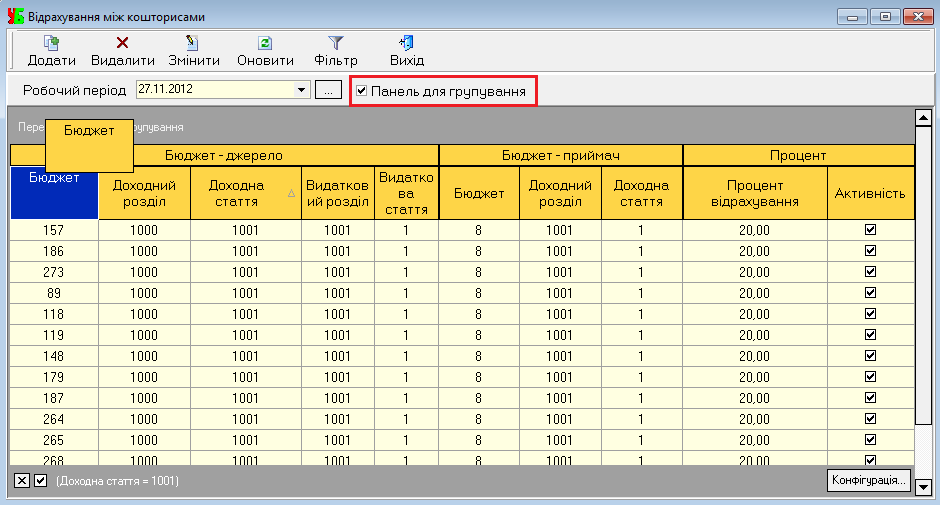 Відрахування між кошторисами
Додати Видалити Змінити Оновити Фільтр Вихід
Робочий період 27.11.2012 ... Панель для групування
Бюджет
Бюджет - джерело Бюджет - приймач Процент
Бюджет Доходний розділ Доходна стаття Видатков ий розділ Видатко ва стаття Бюджет Доходний розділ Доходна стаття Процент відрахування Активність
157 1000 1001 1001 1 8 1001 1 20,00
186 1000 1001 1001 1 8 1001 1 20,00
273 1000 1001 1001 1 8 1001 1 20,00
89 1000 1001 1001 1 8 1001 1 20,00
118 1000 1001 1001 1 8 1001 1 20,00
119 1000 1001 1001 1 8 1001 1 20,00
148 1000 1001 1001 1 8 1001 1 20,00
179 1000 1001 1001 1 8 1001 1 20,00
187 1000 1001 1001 1 8 1001 1 20,00
264 1000 1001 1001 1 8 1001 1 20,00
265 1000 1001 1001 1 8 1001 1 20,00
268 1000 1001 1001 1 8 1001 1 20,00
(Доходна стаття = 1001) Конфігурація...